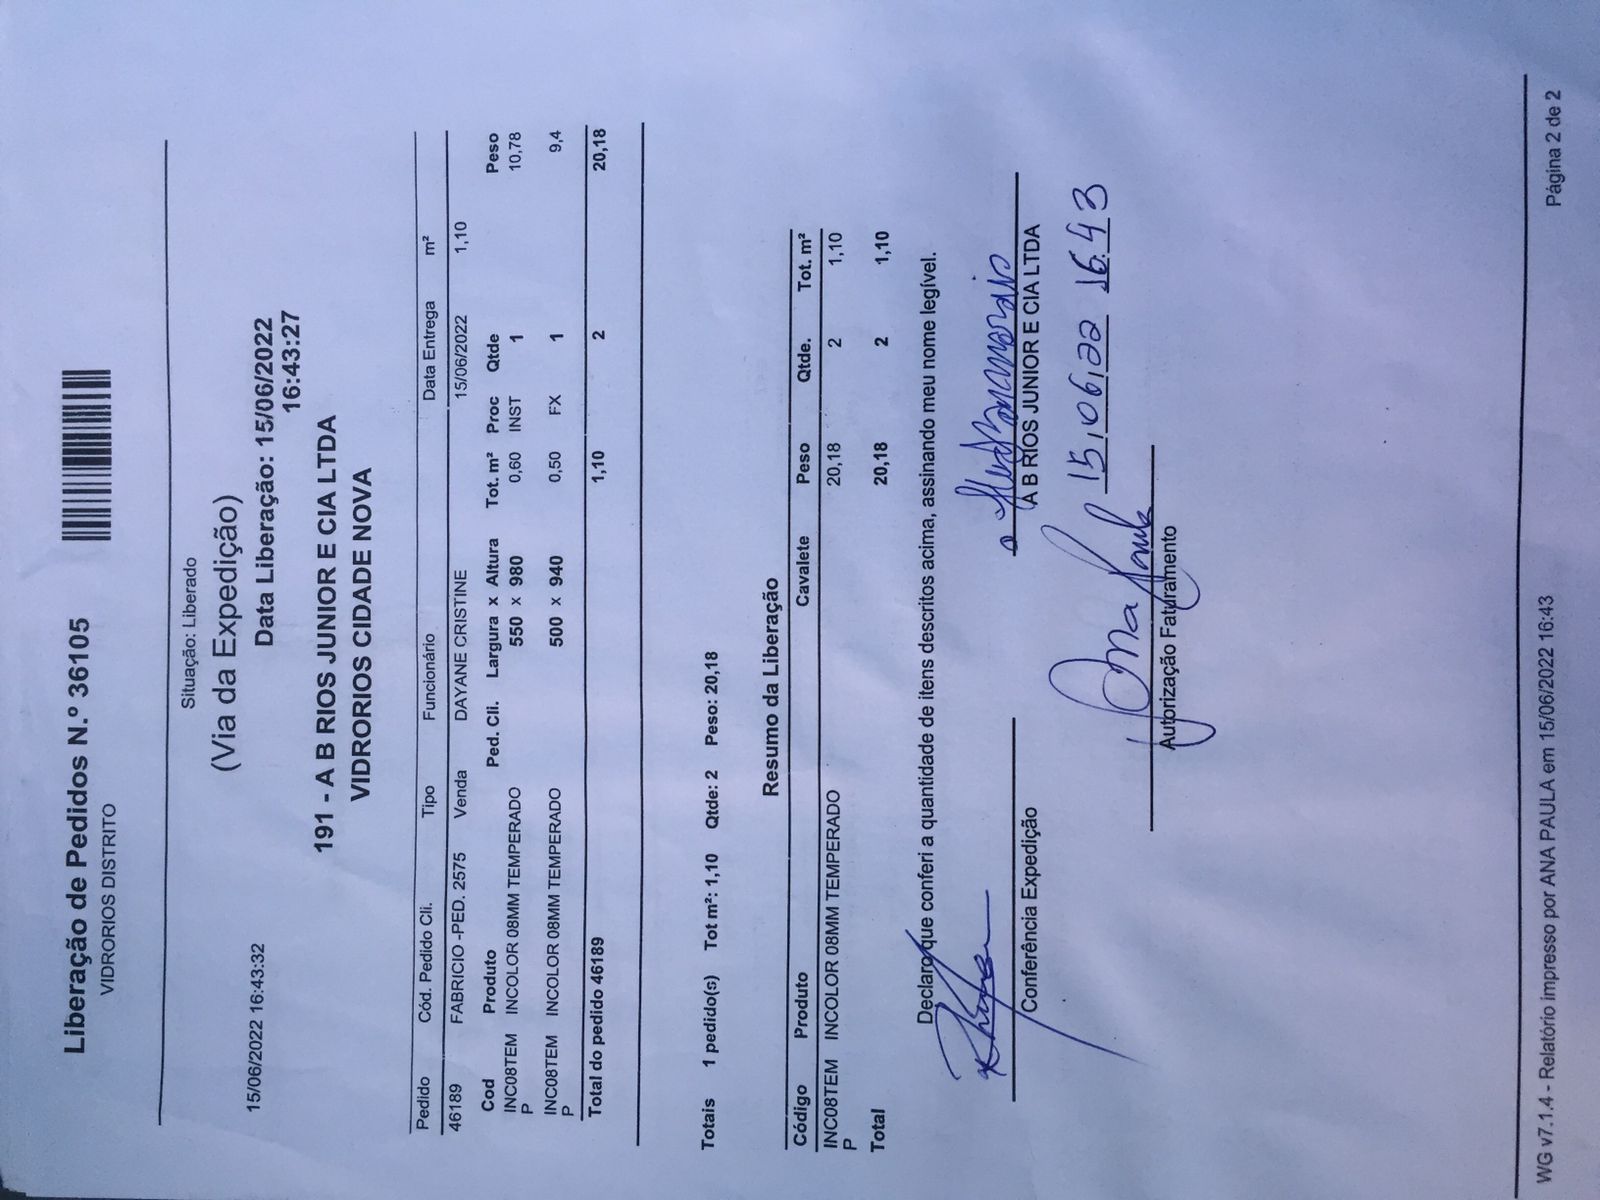 Liberação de Pedidos N.º 36105
VIDRORIOS DISTRITO
Situação: Liberado
(Via da Expedição)
15/06/2022 16:43:32
Data Liberação: 15/06/2022
16:43:27
191 - A B RIOS JUNIOR E CIA LTDA
VIDRORIOS CIDADE NOVA
Pedido Cód. Pedido Cli. Tipo Funcionário Data Entrega m²
46189 FABRICIO -PED. 2575 Venda DAYANE CRISTINE 15/06/2022 1,10
Cod Produto Ped. Cli. Largura x Altura Tot. m² Proc Qtde Peso
INC08TEM INCOLOR 08MM TEMPERADO 550 x 980 0,60 INST 1 10,78
P
INC08TEM INCOLOR 08MM TEMPERADO 500 x 940 0,50 FX 1 9,4
P
Total do pedido 46189 1,10 2 20,18
Totais 1 pedido(s) Tot m²: 1,10 Qtde: 2 Peso: 20,18
Resumo da Liberação
Código Produto Cavalete Peso Qtde. Tot. m²
INC08TEM INCOLOR 08MM TEMPERADO 20,18 2 1,10
P
Total 20,18 2 1,10
Declaro que conferi a quantidade de itens descritos acima, assinando meu nome legível.
Conferência Expedição A B RIOS JUNIOR E CIA LTDA
15,06,22 16:43
Ana Paula
Autorização Faturamento
WG v7.1.4 - Relatório impresso por ANA PAULA em 15/06/2022 16:43 Página 2 de 2